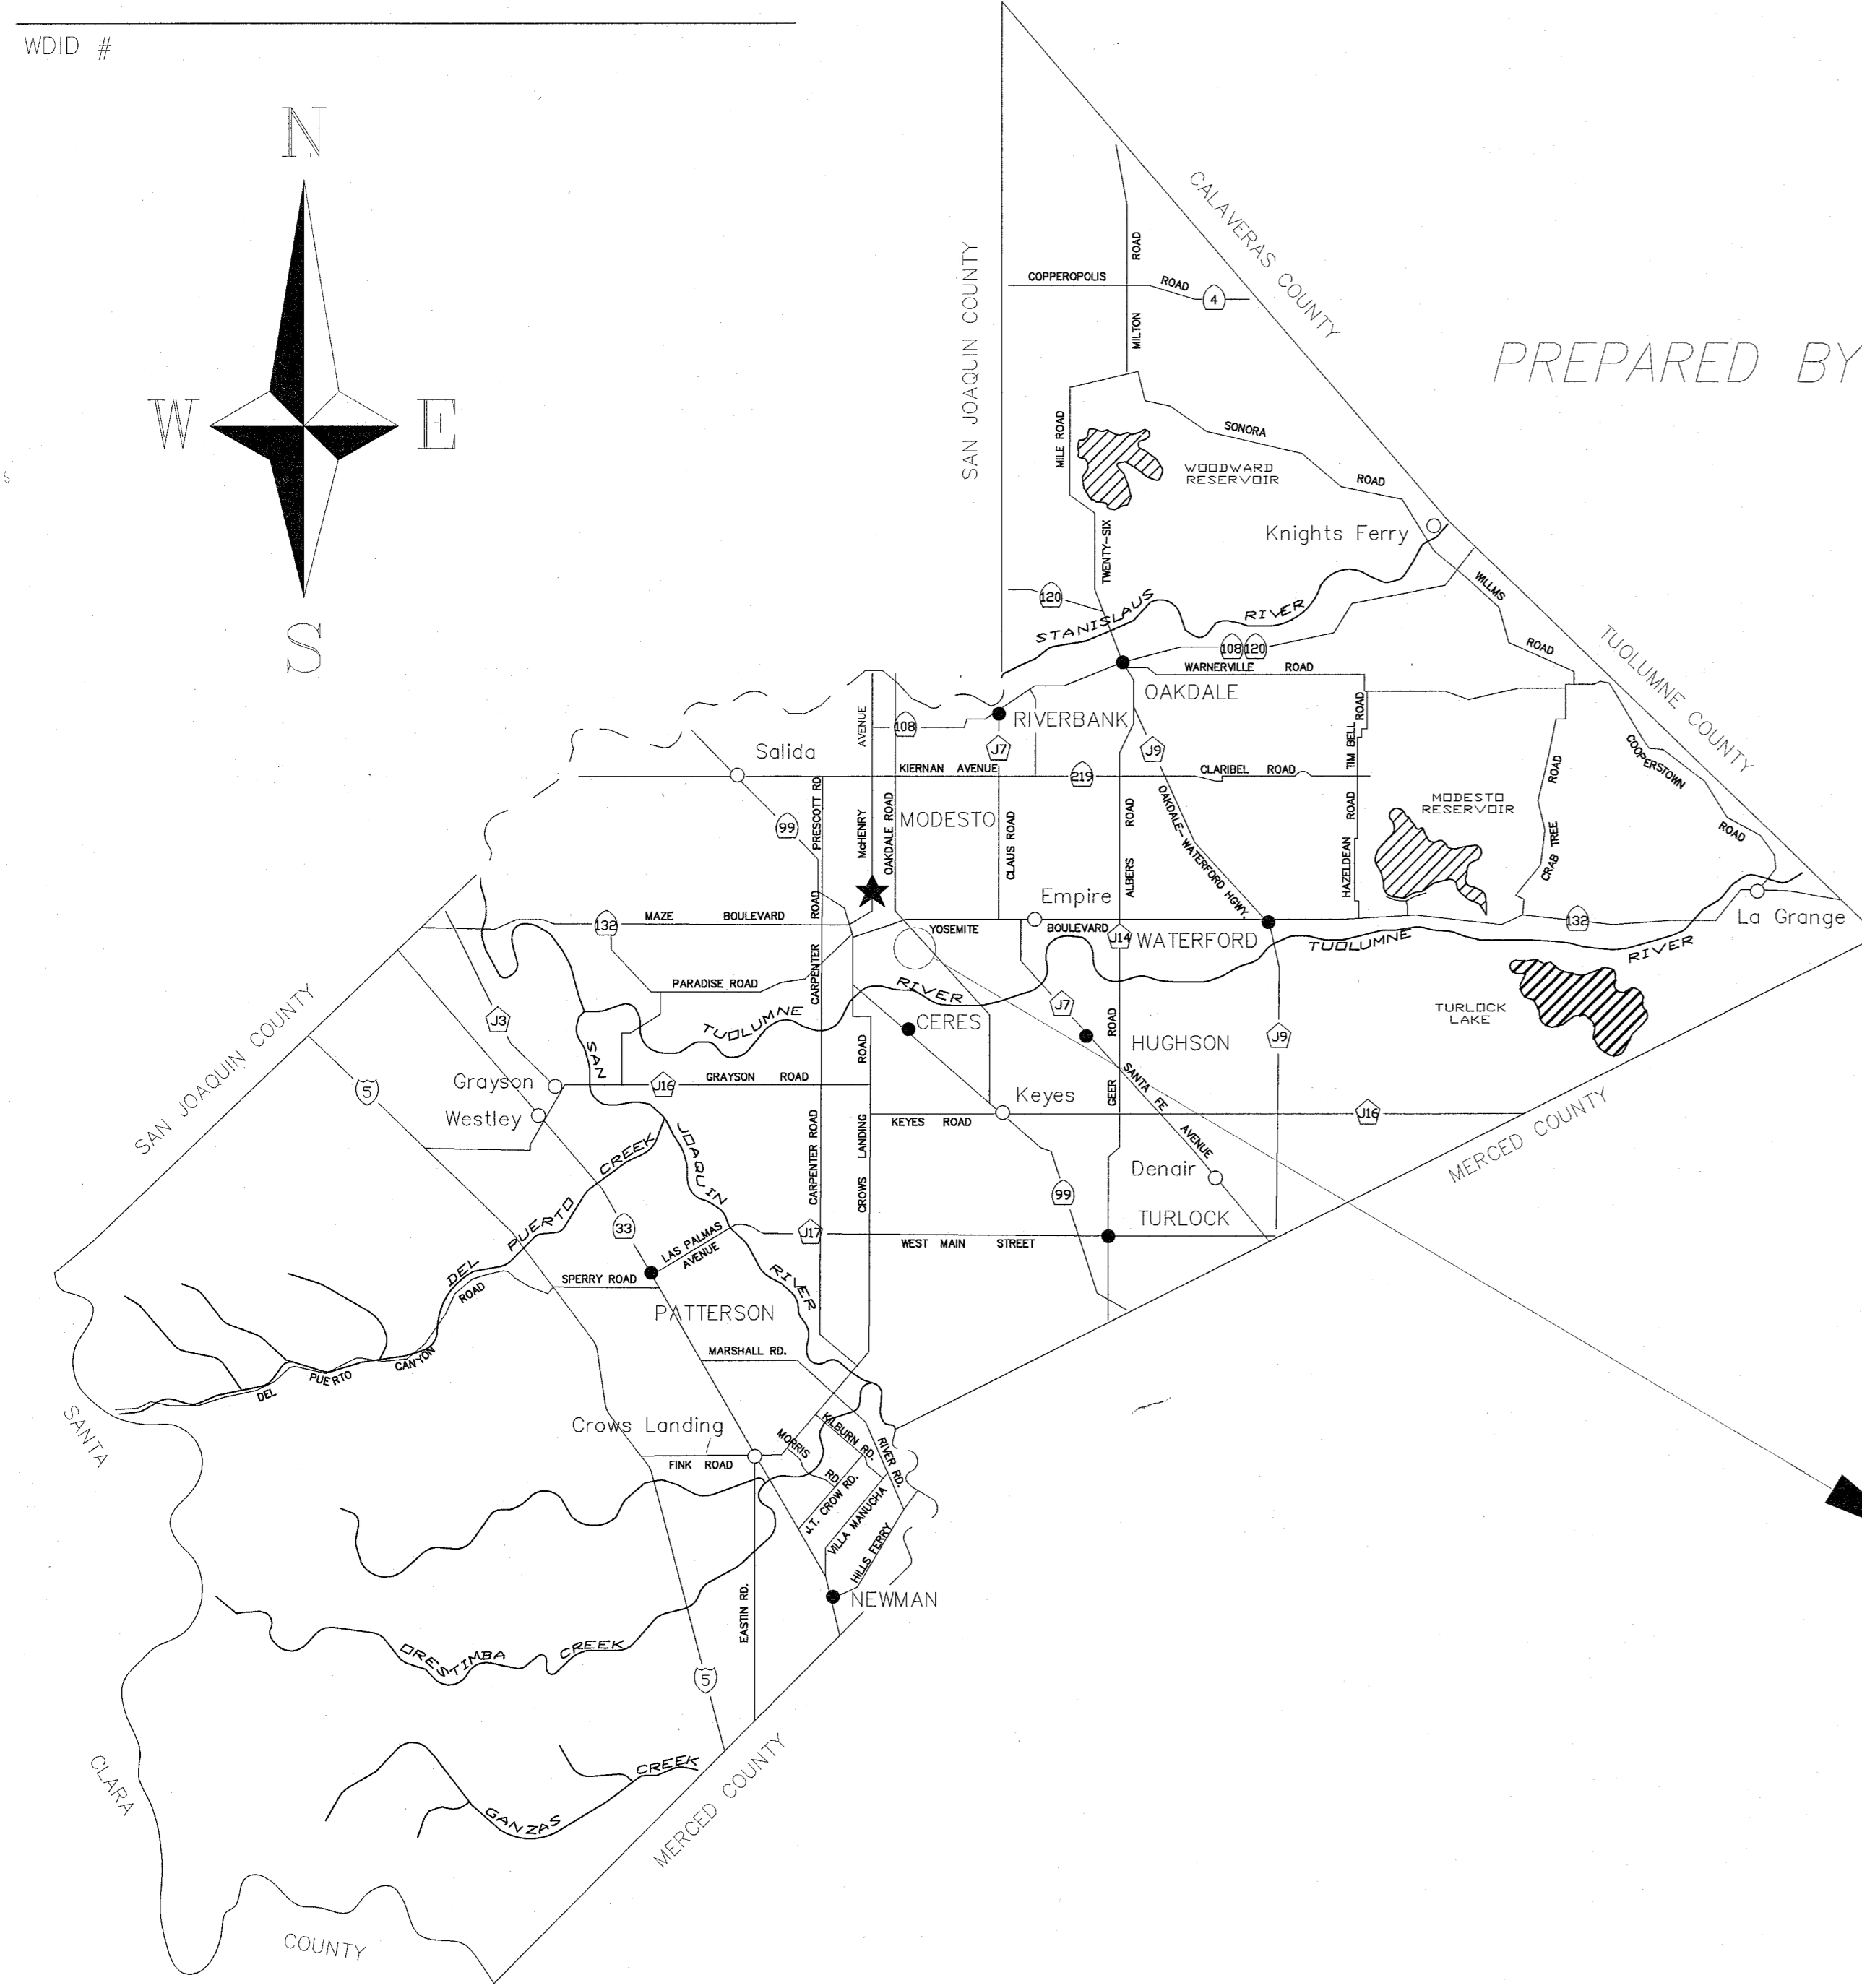 WDID #
N
W
E
S
PREPARED BY
SAN JOAQUIN COUNTY
CALAVERAS COUNTY
COPPEROPOLIS ROAD
4
MILTON ROAD
SONORA ROAD
MILE ROAD
TWENTY-SIX
WOODWARD
RESERVOIR
Knights Ferry
120
STANISLAUS RIVER
108
120
WILLMS ROAD
TUOLUMNE COUNTY
WARNERVILLE ROAD
OAKDALE
RIVERBANK
108
J7
J9
Salida
McHENRY AVENUE
OAKDALE ROAD
KIERNAN AVENUE
219
CLARIBEL ROAD
TIM BELL ROAD
HAZELDEAN ROAD
COOPERSTOWN ROAD
CRAB TREE ROAD
MODESTO
RESERVOIR
99
PRESCOTT RD
MODESTO
CLAUS ROAD
ALBERS ROAD
OAKDALE-WATERFORD HGWY.
Empire
MAZE BOULEVARD
132
CARPENTER ROAD
YOSEMITE BOULEVARD
J14
WATERFORD
132
La Grange
TUOLUMNE RIVER
PARADISE ROAD
TUOLUMNE RIVER
J3
J7
J9
TURLOCK
LAKE
CERES
HUGHSON
SAN JOAQUIN COUNTY
5
SAN JOAQUIN RIVER
Grayson
Westley
J16
GRAYSON ROAD
Keyes
KEYES ROAD
GEER ROAD
SANTA FE AVENUE
J16
MERCED COUNTY
CARPENTER ROAD
CROWS LANDING ROAD
Denair
99
TURLOCK
DEL PUERTO CREEK
33
LAS PALMAS
AVENUE
J17
WEST MAIN STREET
SPERRY ROAD
PATTERSON
DEL PUERTO CANYON ROAD
MARSHALL RD.
Crows Landing
FINK ROAD
MORRIS RD.
KILBURN RD.
RIVER RD.
J.T. CROW RD.
VILLA MANUCHA
HILLS FERRY
NEWMAN
EASTIN RD.
ORESTIMBA CREEK
5
GANZAS CREEK
MERCED COUNTY
SANTA CLARA COUNTY